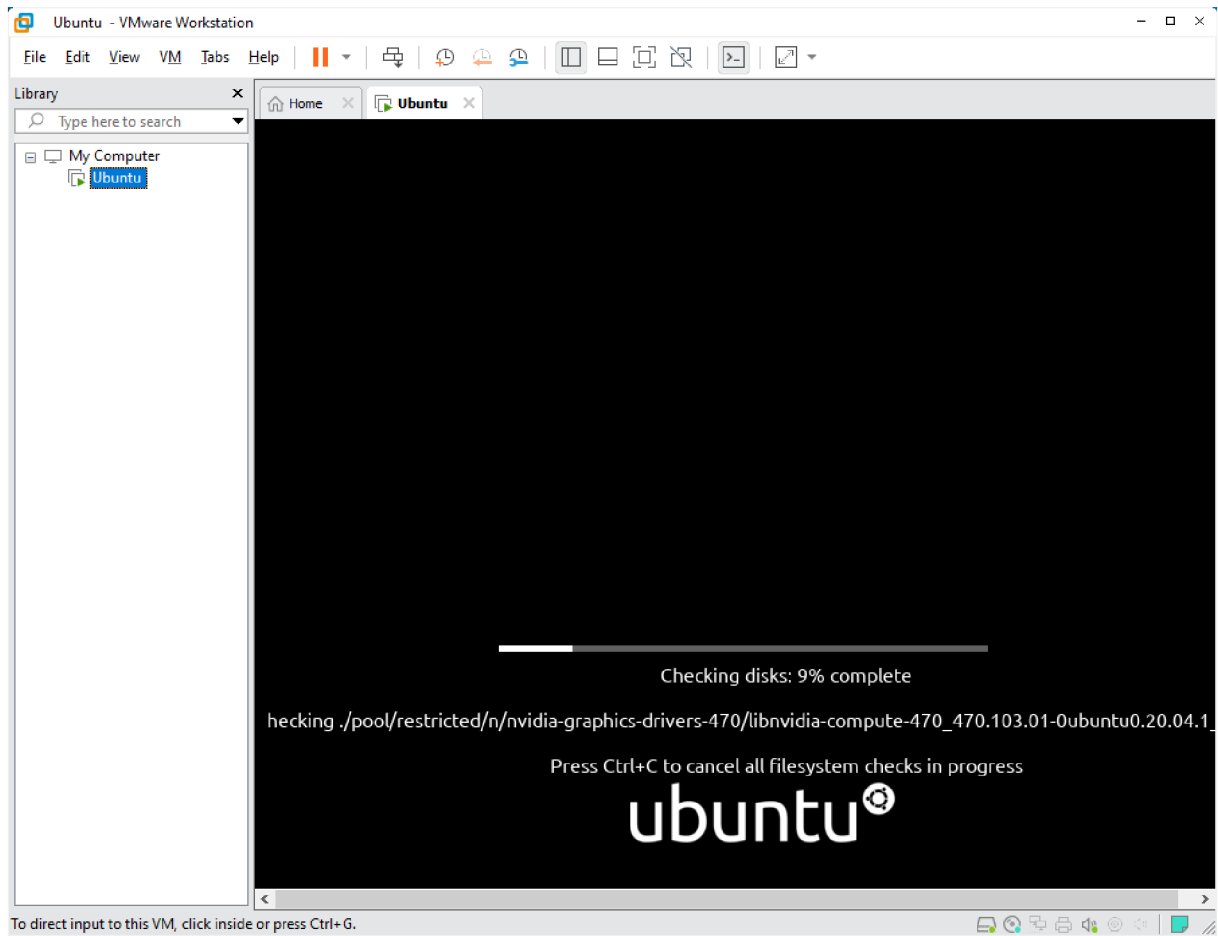 Ubuntu - VMware Workstation
File Edit View VM Tabs Help
Library
Home
Ubuntu
Type here to search
My Computer
Ubuntu
Checking disks: 9% complete
hecking ./pool/restricted/n/nvidia-graphics-drivers-470/libnvidia-compute-470_470.103.01-0ubuntu0.20.04.1_
Press Ctrl+C to cancel all filesystem checks in progress
ubuntu
To direct input to this VM, click inside or press Ctrl+G.